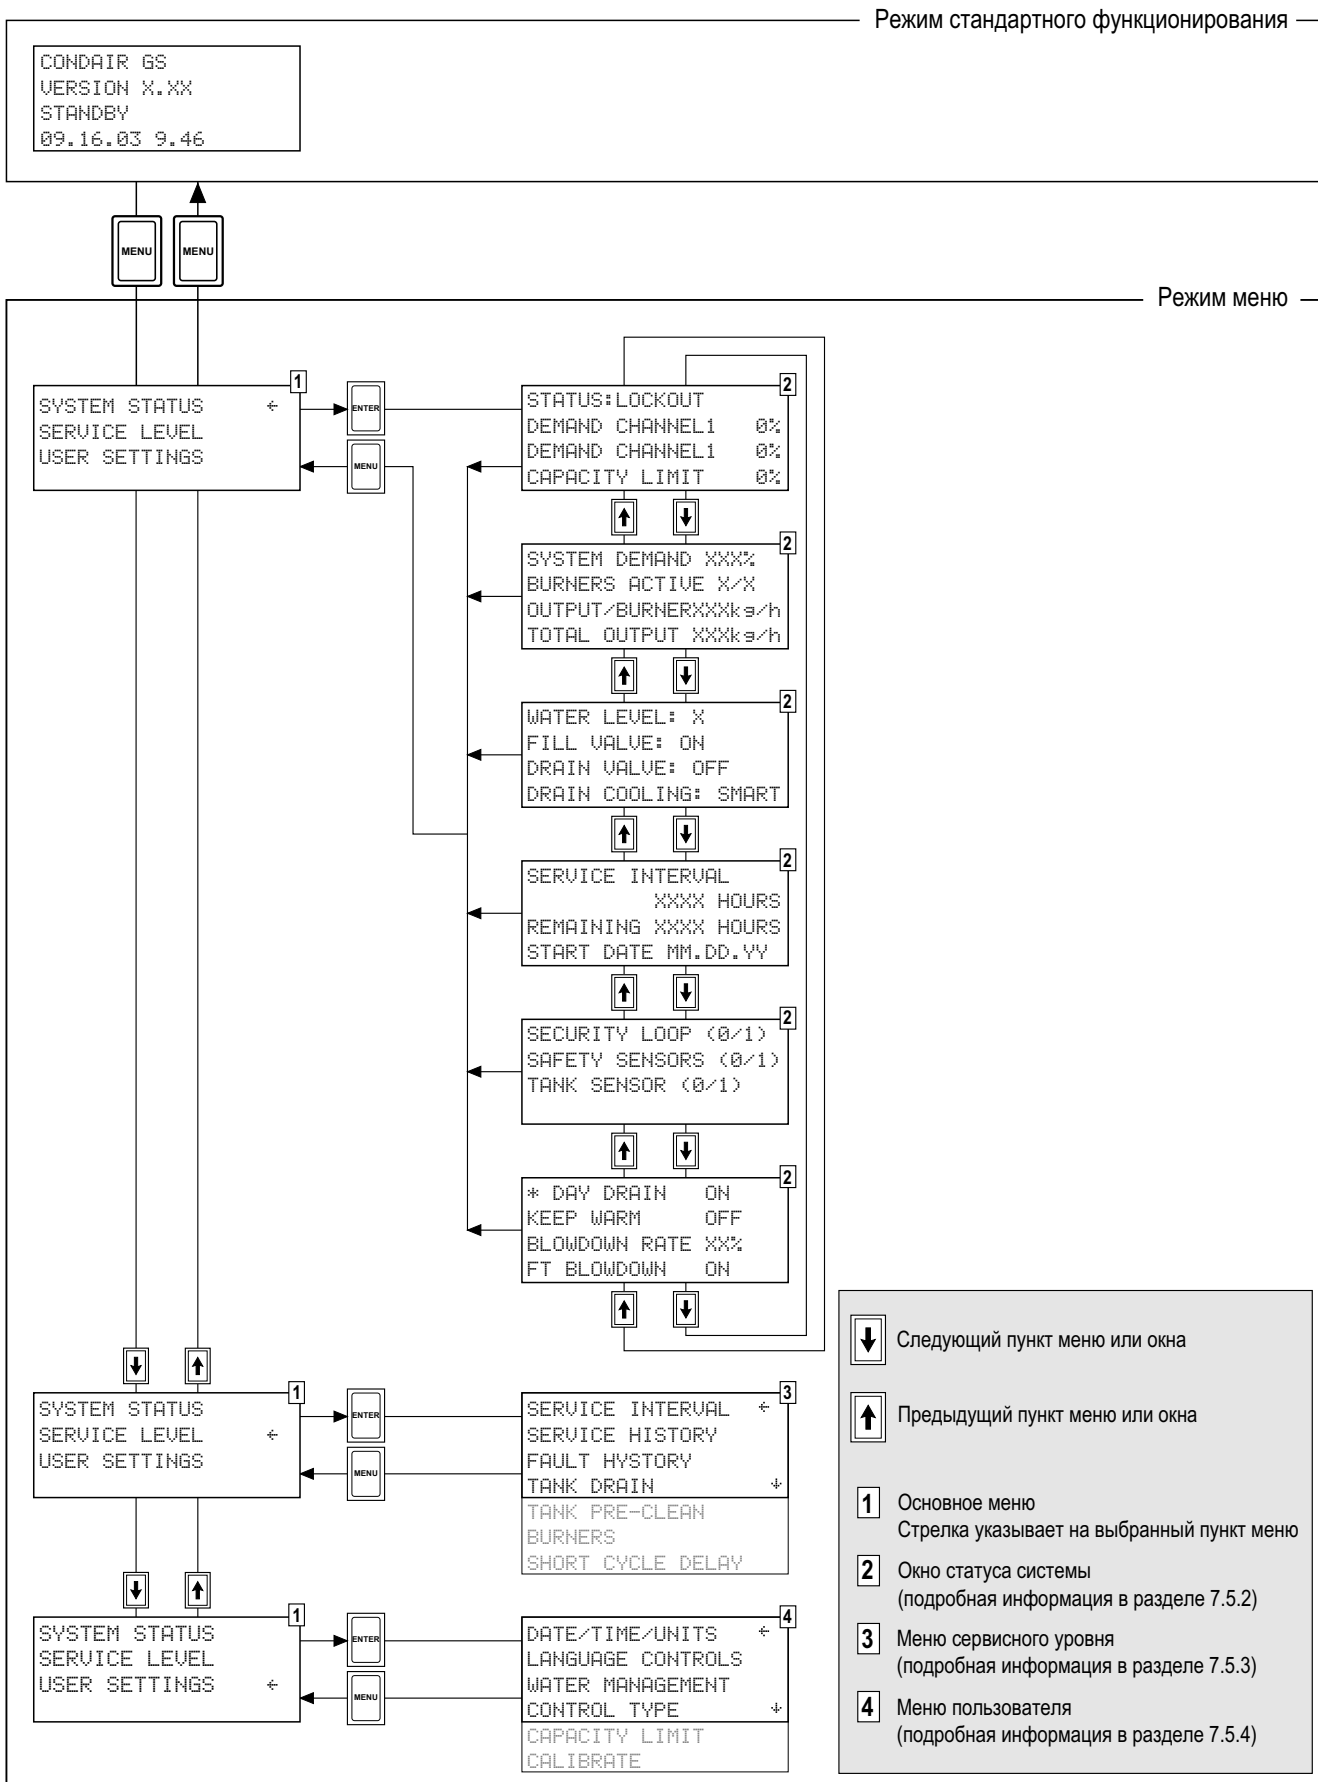 Режим стандартного функционирования
CONDAIR GS
VERSION X.XX
STANDBY
09.16.03 9.46
MENU
MENU
Режим меню
1
SYSTEM STATUS ←
SERVICE LEVEL
USER SETTINGS
ENTER
MENU
2
STATUS:LOCKOUT
DEMAND CHANNEL1 0%
DEMAND CHANNEL1 0%
CAPACITY LIMIT 0%
2
SYSTEM DEMAND XXX%
BURNERS ACTIVE X/X
OUTPUT/BURNERXXXkg/h
TOTAL OUTPUT XXXkg/h
2
WATER LEVEL: X
FILL VALVE: ON
DRAIN VALVE: OFF
DRAIN COOLING: SMART
2
SERVICE INTERVAL
XXXX HOURS
REMAINING XXXX HOURS
START DATE MM.DD.YY
2
SECURITY LOOP (0/1)
SAFETY SENSORS (0/1)
TANK SENSOR (0/1)
2
* DAY DRAIN ON
KEEP WARM OFF
BLOWDOWN RATE XX%
FT BLOWDOWN ON
1
SYSTEM STATUS
SERVICE LEVEL ←
USER SETTINGS
ENTER
MENU
3
SERVICE INTERVAL ←
SERVICE HISTORY
FAULT HYSTORY
TANK DRAIN ↓
TANK PRE-CLEAN
BURNERS
SHORT CYCLE DELAY
1
SYSTEM STATUS
SERVICE LEVEL
USER SETTINGS ←
ENTER
MENU
4
DATE/TIME/UNITS ←
LANGUAGE CONTROLS
WATER MANAGEMENT
CONTROL TYPE ↓
CAPACITY LIMIT
CALIBRATE
Следующий пункт меню или окна
Предыдущий пункт меню или окна
1 Основное меню
Стрелка указывает на выбранный пункт меню
2 Окно статуса системы
(подробная информация в разделе 7.5.2)
3 Меню сервисного уровня
(подробная информация в разделе 7.5.3)
4 Меню пользователя
(подробная информация в разделе 7.5.4)